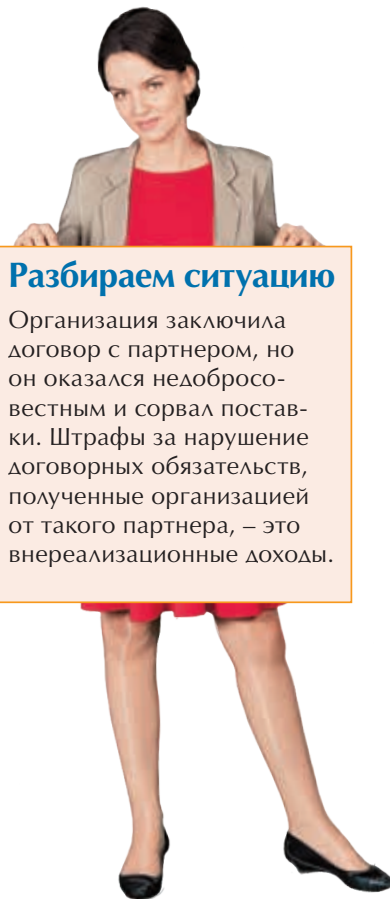 Разбираем ситуацию
Организация заключила
договор с партнером, но
он оказался недобросо-
вестным и сорвал постав-
ки. Штрафы за нарушение
договорных обязательств,
полученные организацией
от такого партнера, – это
внереализационные доходы.